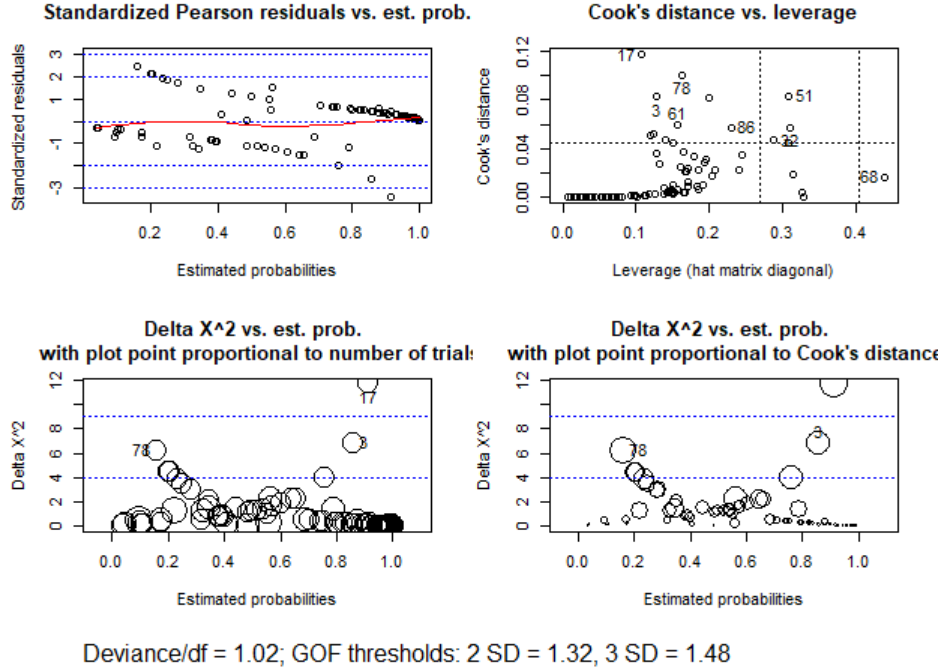 Standardized Pearson residuals vs. est. prob.
Standardized residuals
3
2
1
-1
-3
0.2 0.4 0.6 0.8 1.0
Estimated probabilities
Cook's distance vs. leverage
Cook's distance
0.12
0.08
0.04
0.00
17
78
3
61
86
51
32
68
0.0 0.1 0.2 0.3 0.4
Leverage (hat matrix diagonal)
Delta X^2 vs. est. prob.
with plot point proportional to number of trials
Delta X^2
12
8
6
4
2
0
17
78
3
0.0 0.2 0.4 0.6 0.8 1.0
Estimated probabilities
Delta X^2 vs. est. prob.
with plot point proportional to Cook's distance
Delta X^2
12
8
6
4
2
0
78
3
0.0 0.2 0.4 0.6 0.8 1.0
Estimated probabilities
Deviance/df = 1.02; GOF thresholds: 2 SD = 1.32, 3 SD = 1.48